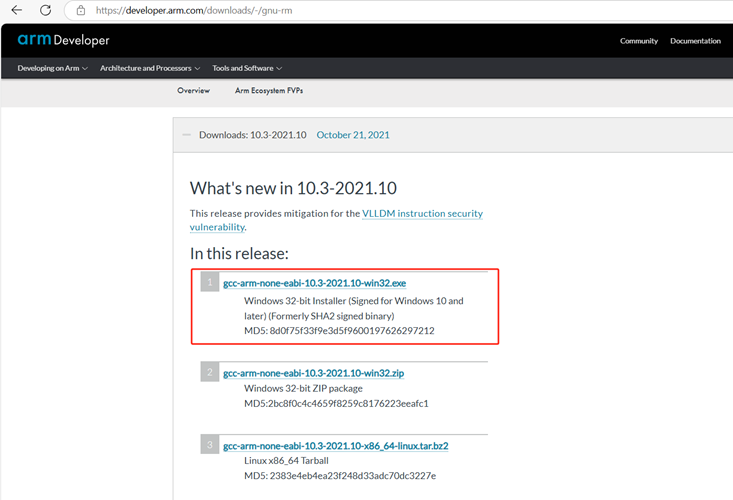 https://developer.arm.com/downloads/-/gnu-rm
arm Developer
Community Documentation
Developing on Arm Architecture and Processors Tools and Software
Overview Arm Ecosystem FVPs
Downloads: 10.3-2021.10 October 21, 2021
What's new in 10.3-2021.10
This release provides mitigation for the VLLDM instruction security
vulnerability.
In this release:
1 gcc-arm-none-eabi-10.3-2021.10-win32.exe
Windows 32-bit Installer (Signed for Windows 10 and
later) (Formerly SHA2 signed binary)
MD5: 8d0f75f33f9e3d5f9600197626297212
2 gcc-arm-none-eabi-10.3-2021.10-win32.zip
Windows 32-bit ZIP package
MD5:2bc8f0c4c4659f8259c8176223eeafc1
3 gcc-arm-none-eabi-10.3-2021.10-x86_64-linux.tar.bz2
Linux x86_64 Tarball
MD5: 2383e4eb4ea23f248d33adc70dc3227e